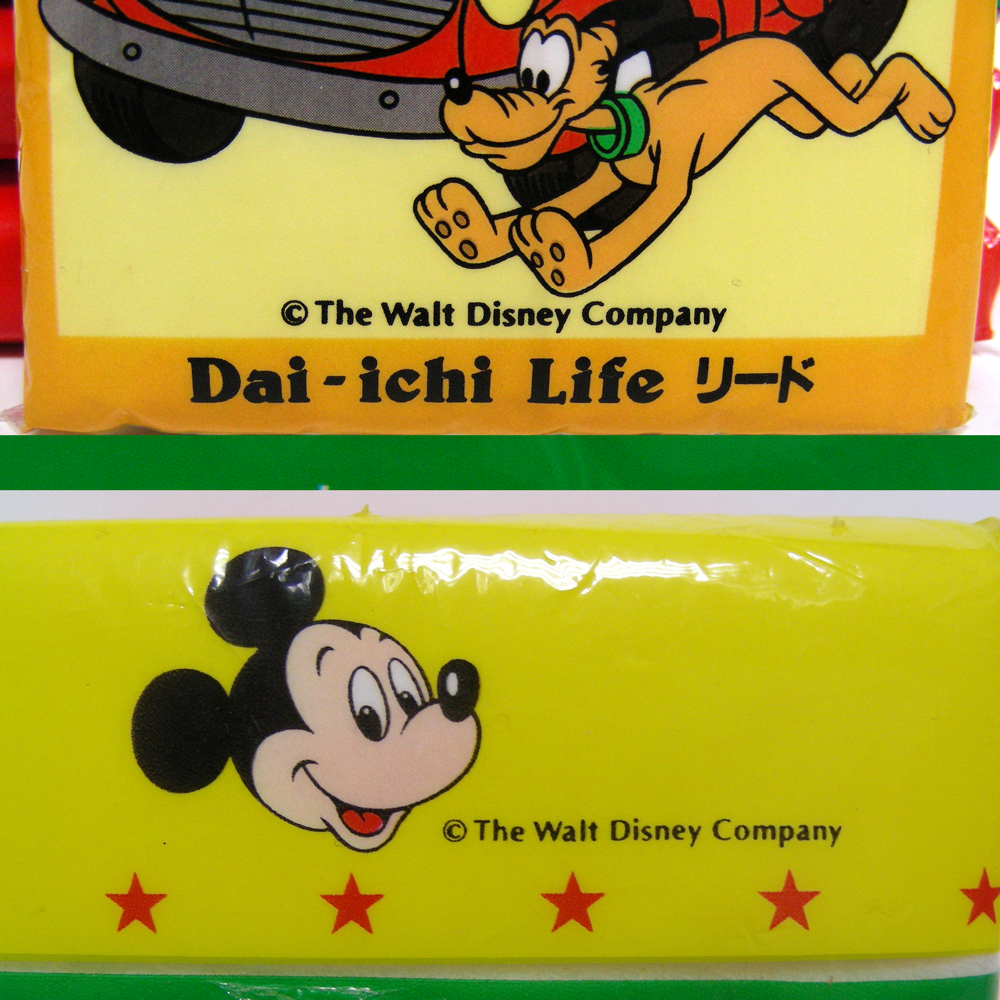 © The Walt Disney Company
Dai-ichi Life リード
© The Walt Disney Company